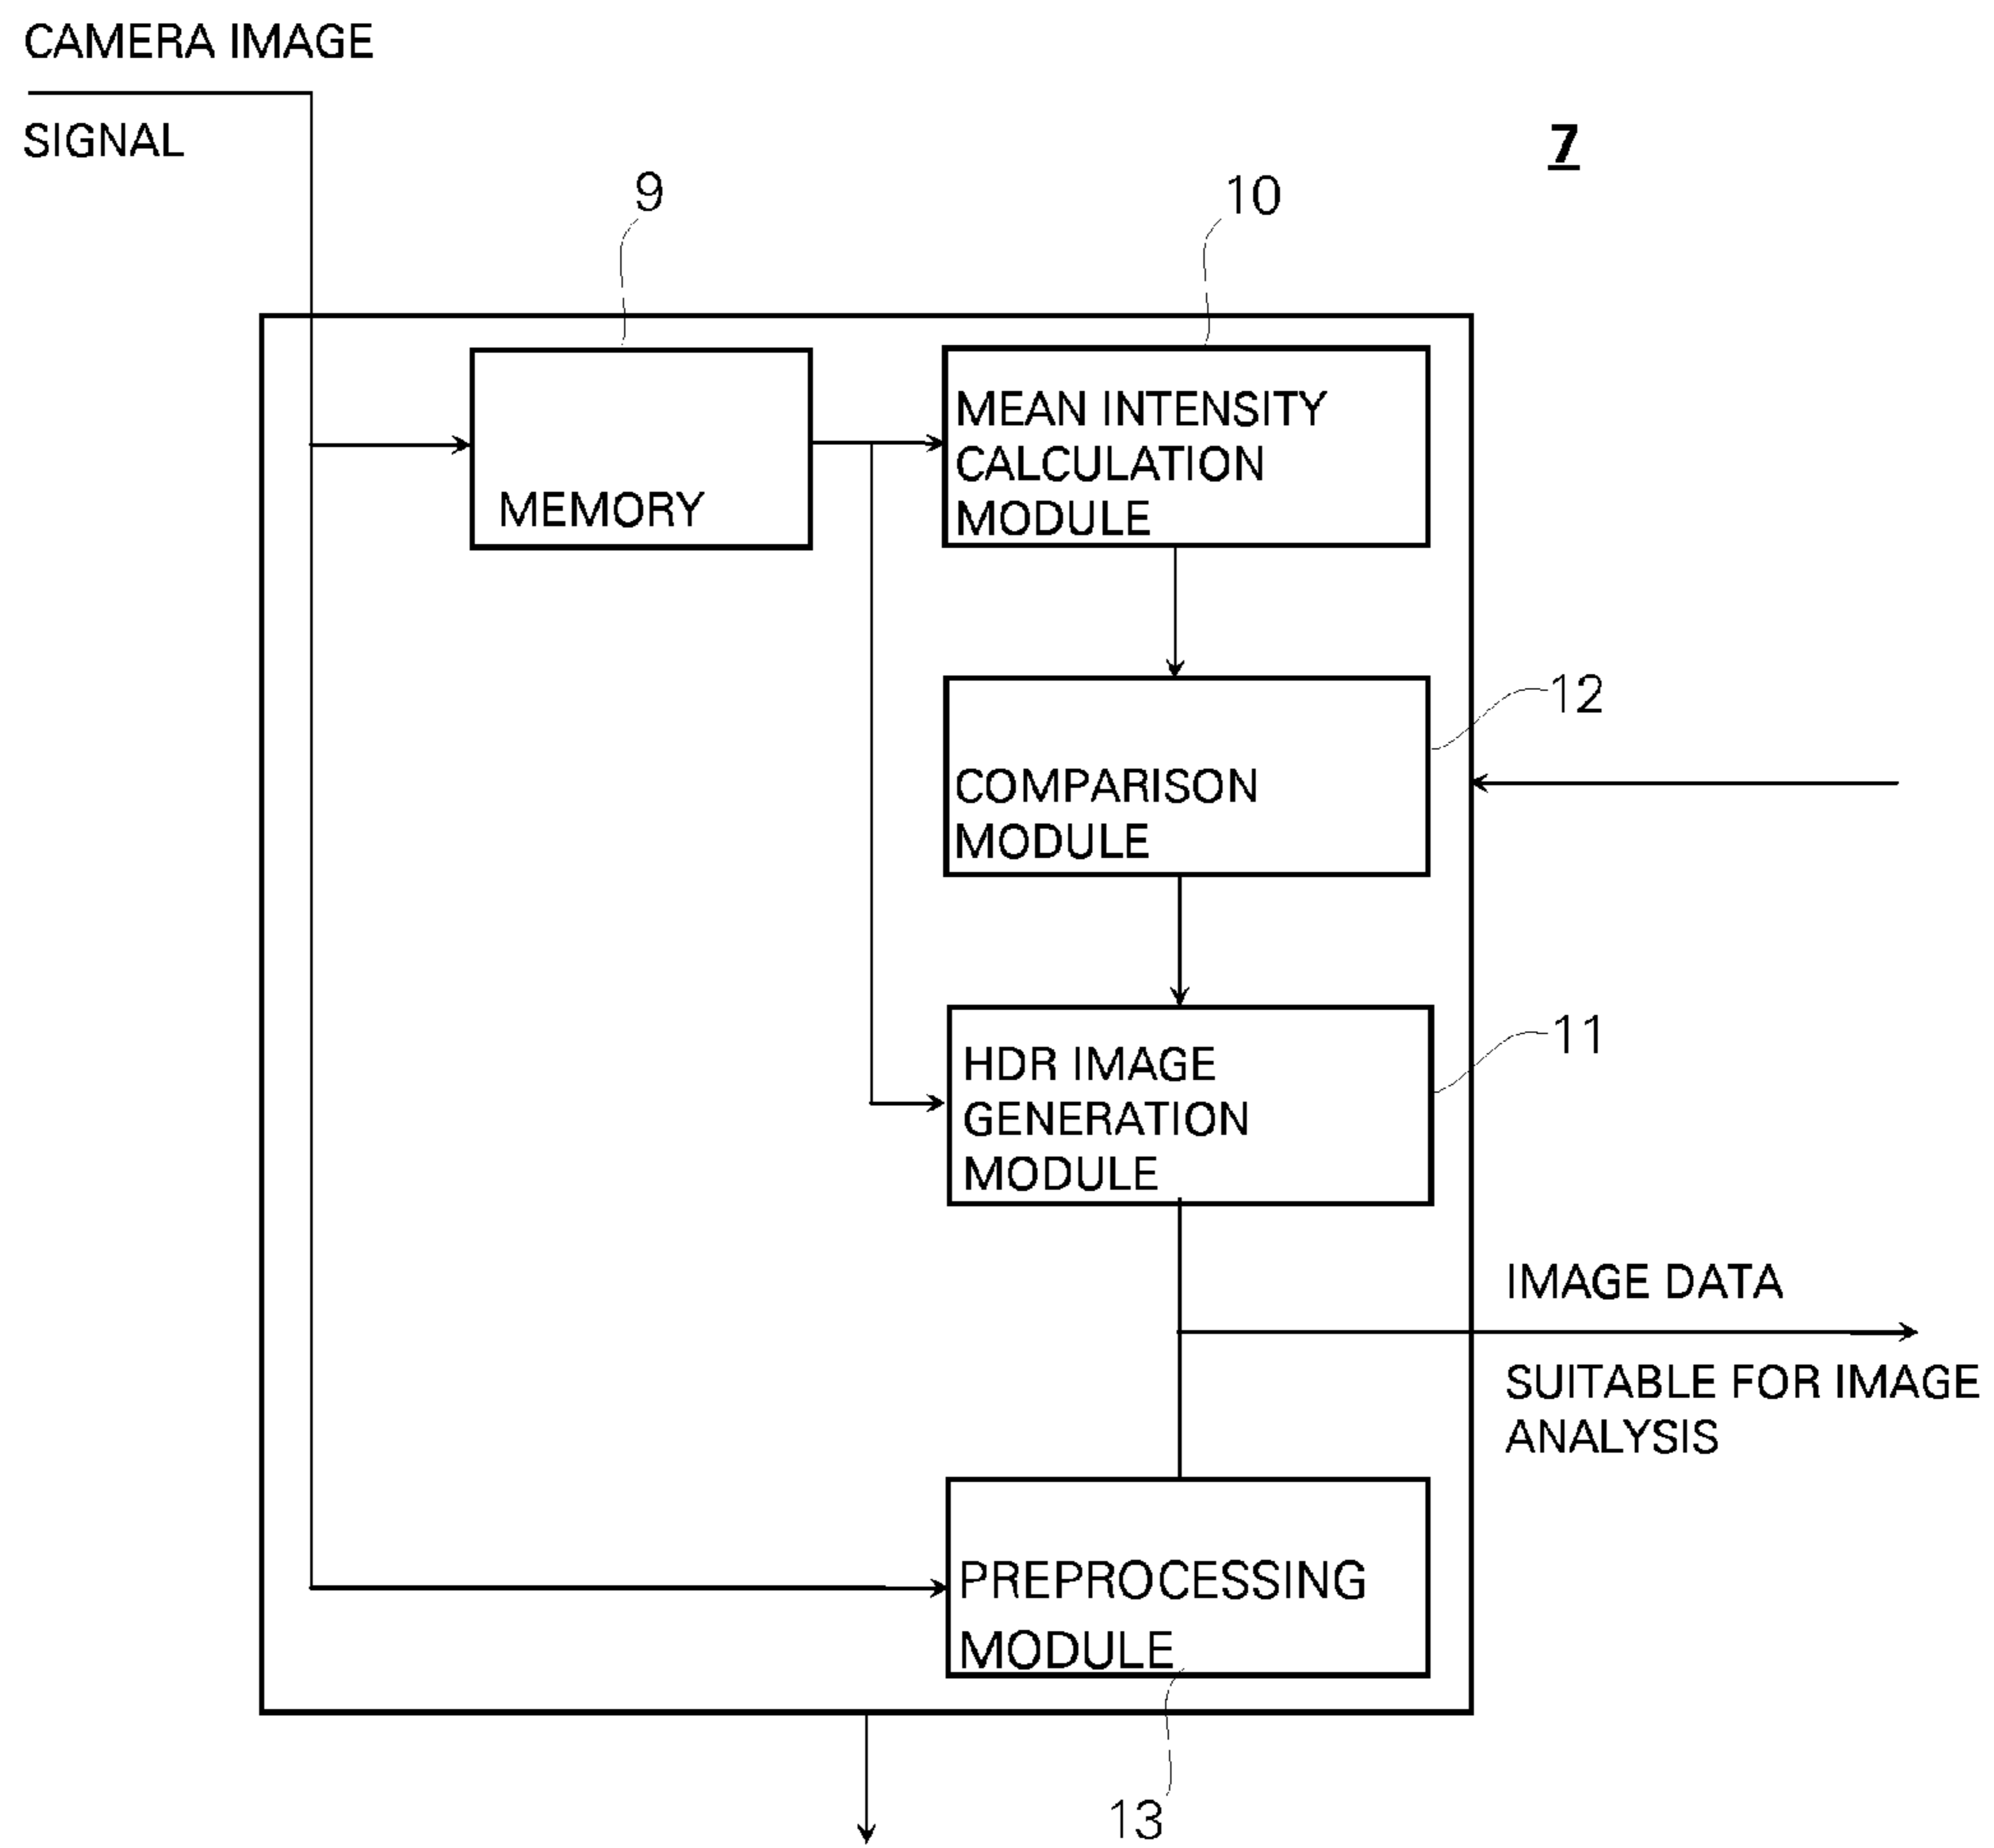 CAMERA IMAGE
SIGNAL
7
9
10
MEMORY
MEAN INTENSITY
CALCULATION
MODULE
12
COMPARISON
MODULE
11
HDR IMAGE
GENERATION
MODULE
IMAGE DATA
SUITABLE FOR IMAGE
ANALYSIS
PREPROCESSING
MODULE
13